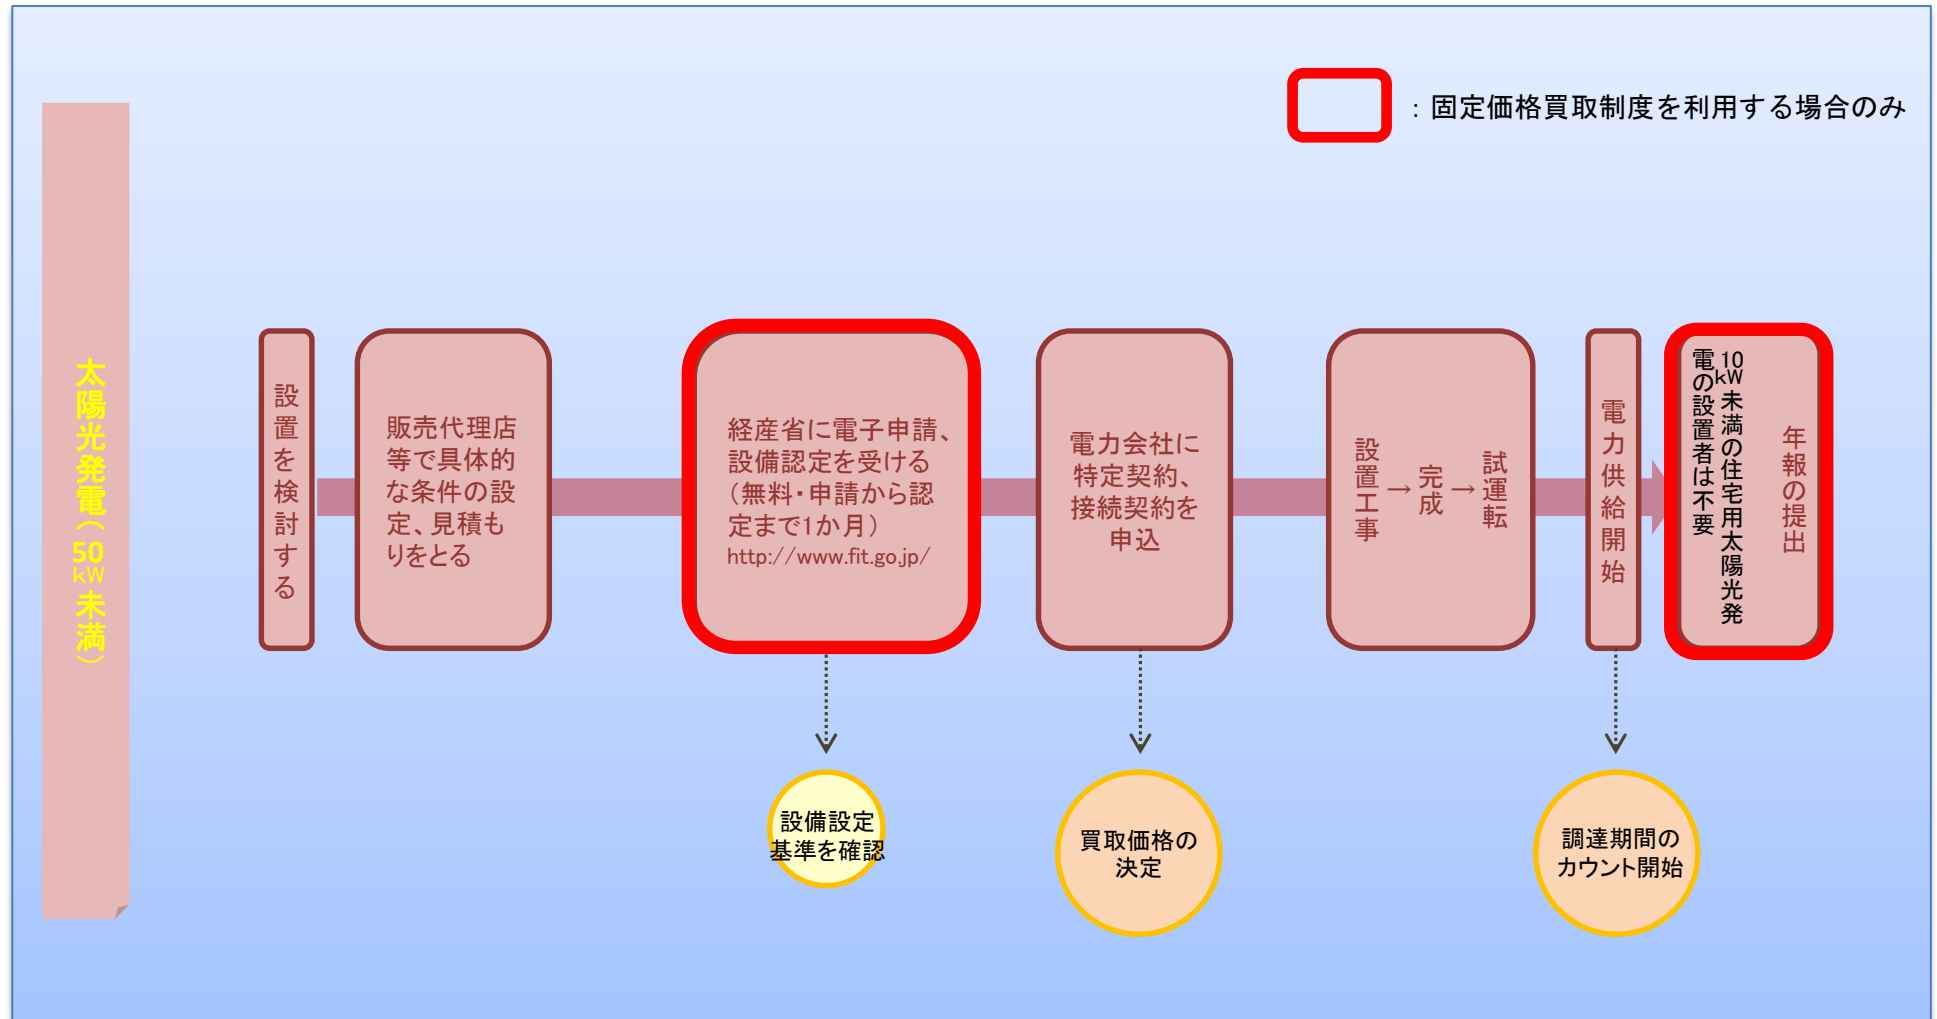 ：固定価格買取制度を利用する場合のみ
太陽光発電（50kW未満）
設置を検討する
販売代理店
等で具体的
な条件の設
定、見積も
りをとる
経産省に電子申請、
設備認定を受ける
（無料・申請から認
定まで1か月）
http://www.fit.go.jp/
電力会社に
特定契約、
接続契約を
申込
設置工事→完成→試運転
電力供給開始
年報の提出
10kW未満の住宅用太陽光発
電の設置者は不要
設備設定
基準を確認
買取価格の
決定
調達期間の
カウント開始